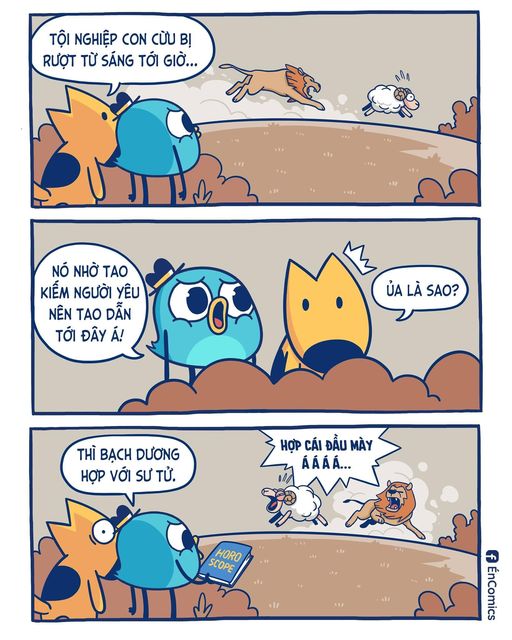 TỘI NGHIỆP CON CỪU BỊ
RƯỢT TỪ SÁNG TỚI GIỜ...
NÓ NHỜ TAO
KIẾM NGƯỜI YÊU
NÊN TAO DẪN
TỚI ĐÂY Á!
ỦA LÀ SAO?
THÌ BẠCH DƯƠNG
HỢP VỚI SƯ TỬ.
HỢP CÁI ĐẦU MÀY
Á Á Á Á...
HORO
SCOPE
f ÉnComics